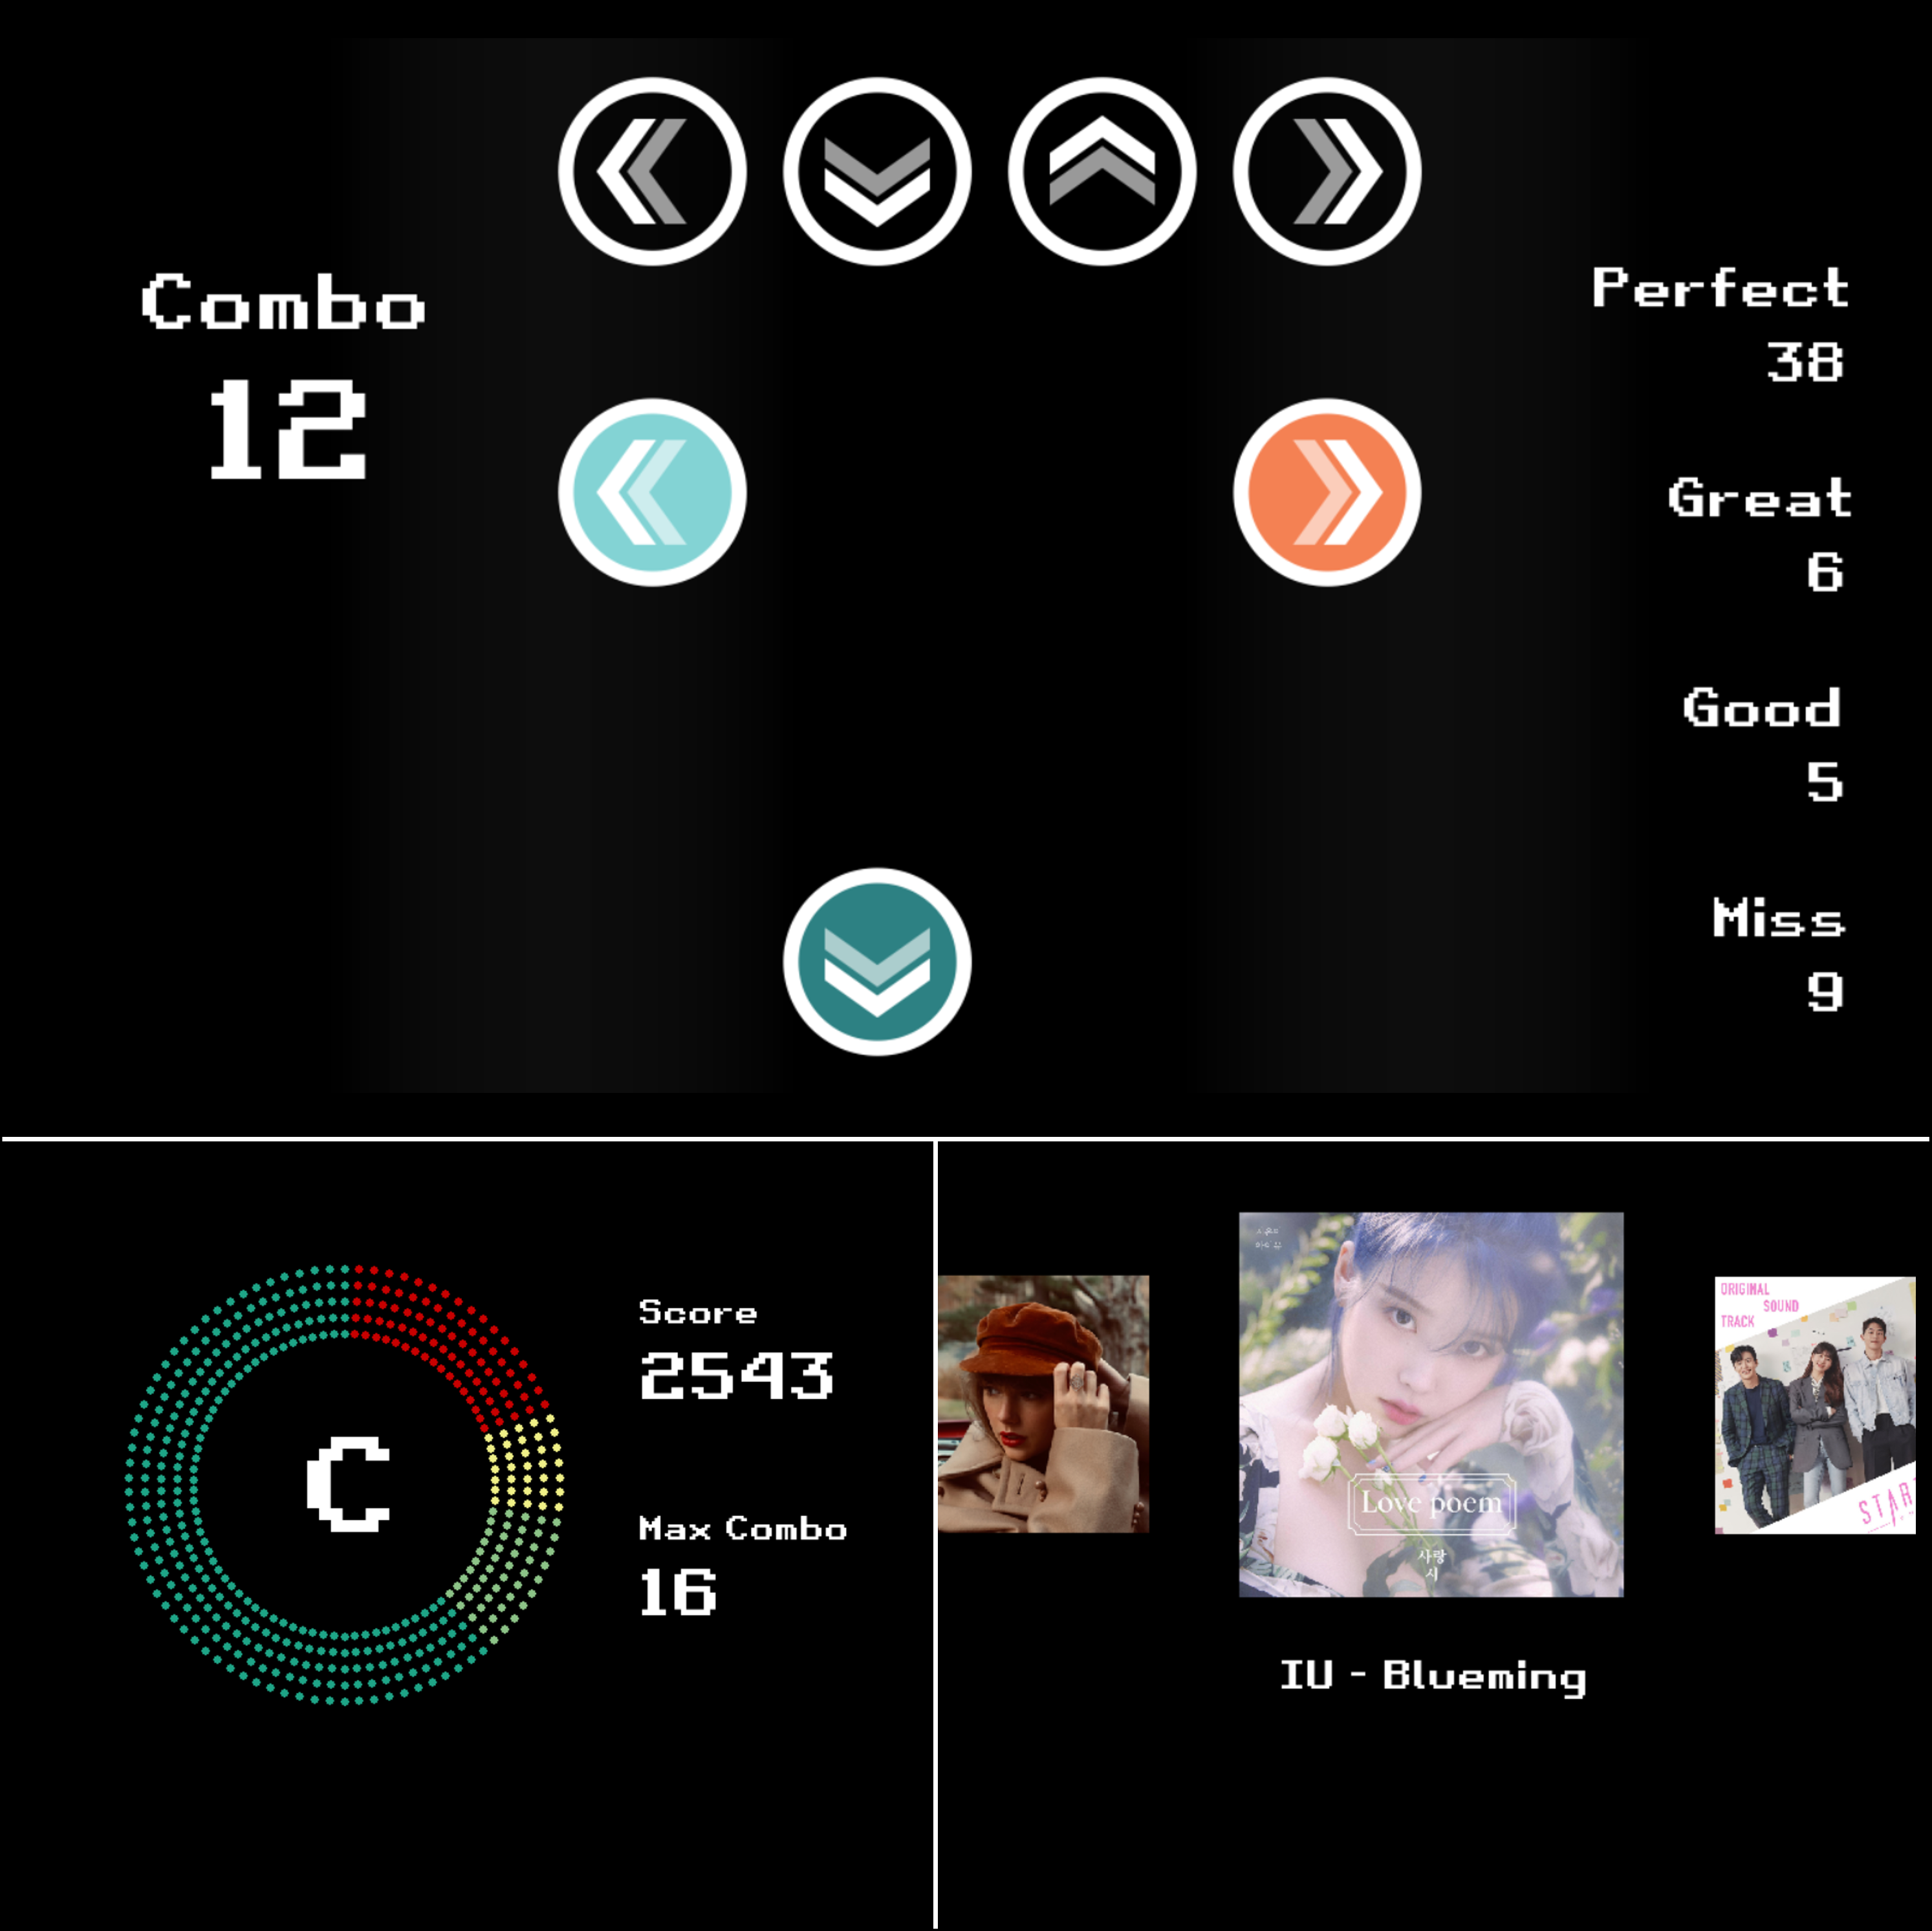 Combo
12
Perfect
38
Great
6
Good
5
Miss
9
C
Score
2543
Max Combo
16
Love poem
사랑
시
IU - Blueming
ORIGINAL
SOUND
TRACK